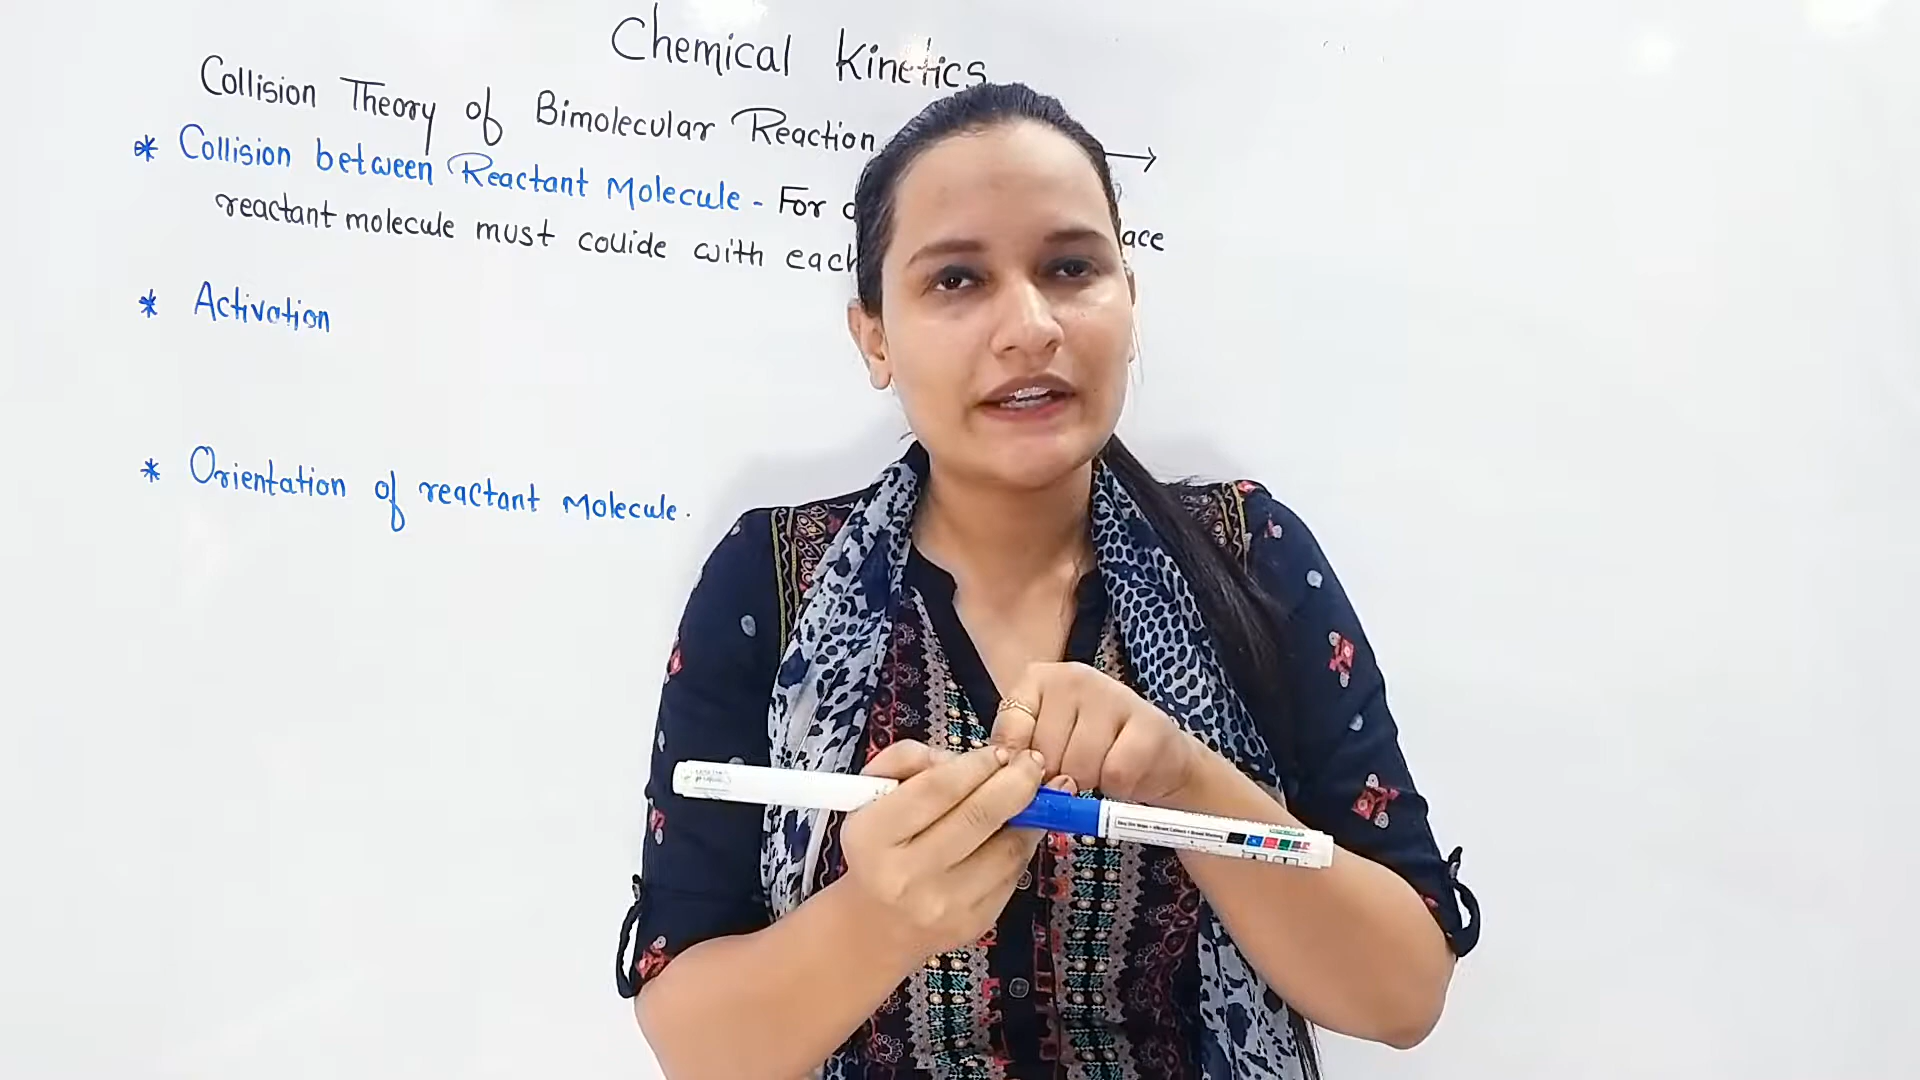 Chemical Kinetics
Collision Theory of Bimolecular Reaction
* Collision between Reactant Molecule - For
reactant molecule must collide with each
* Activation
* Orientation of reactant Molecule.